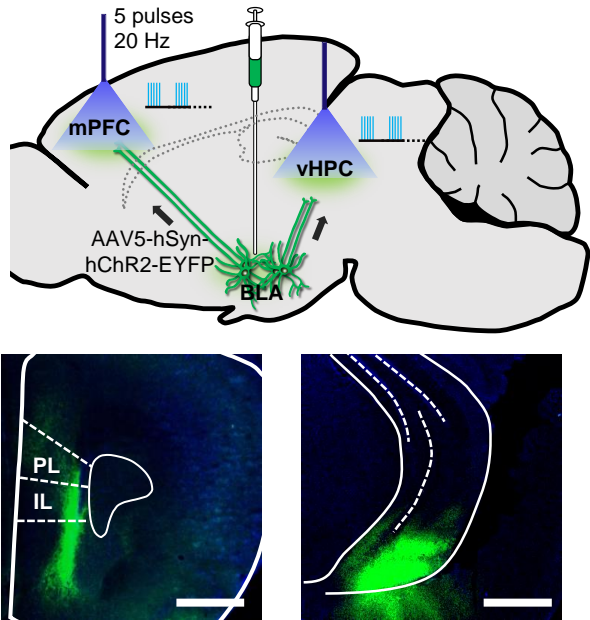 5 pulses
20 Hz
mPFC
vHPC
AAV5-hSyn-
hChR2-EYFP
BLA
PL
IL